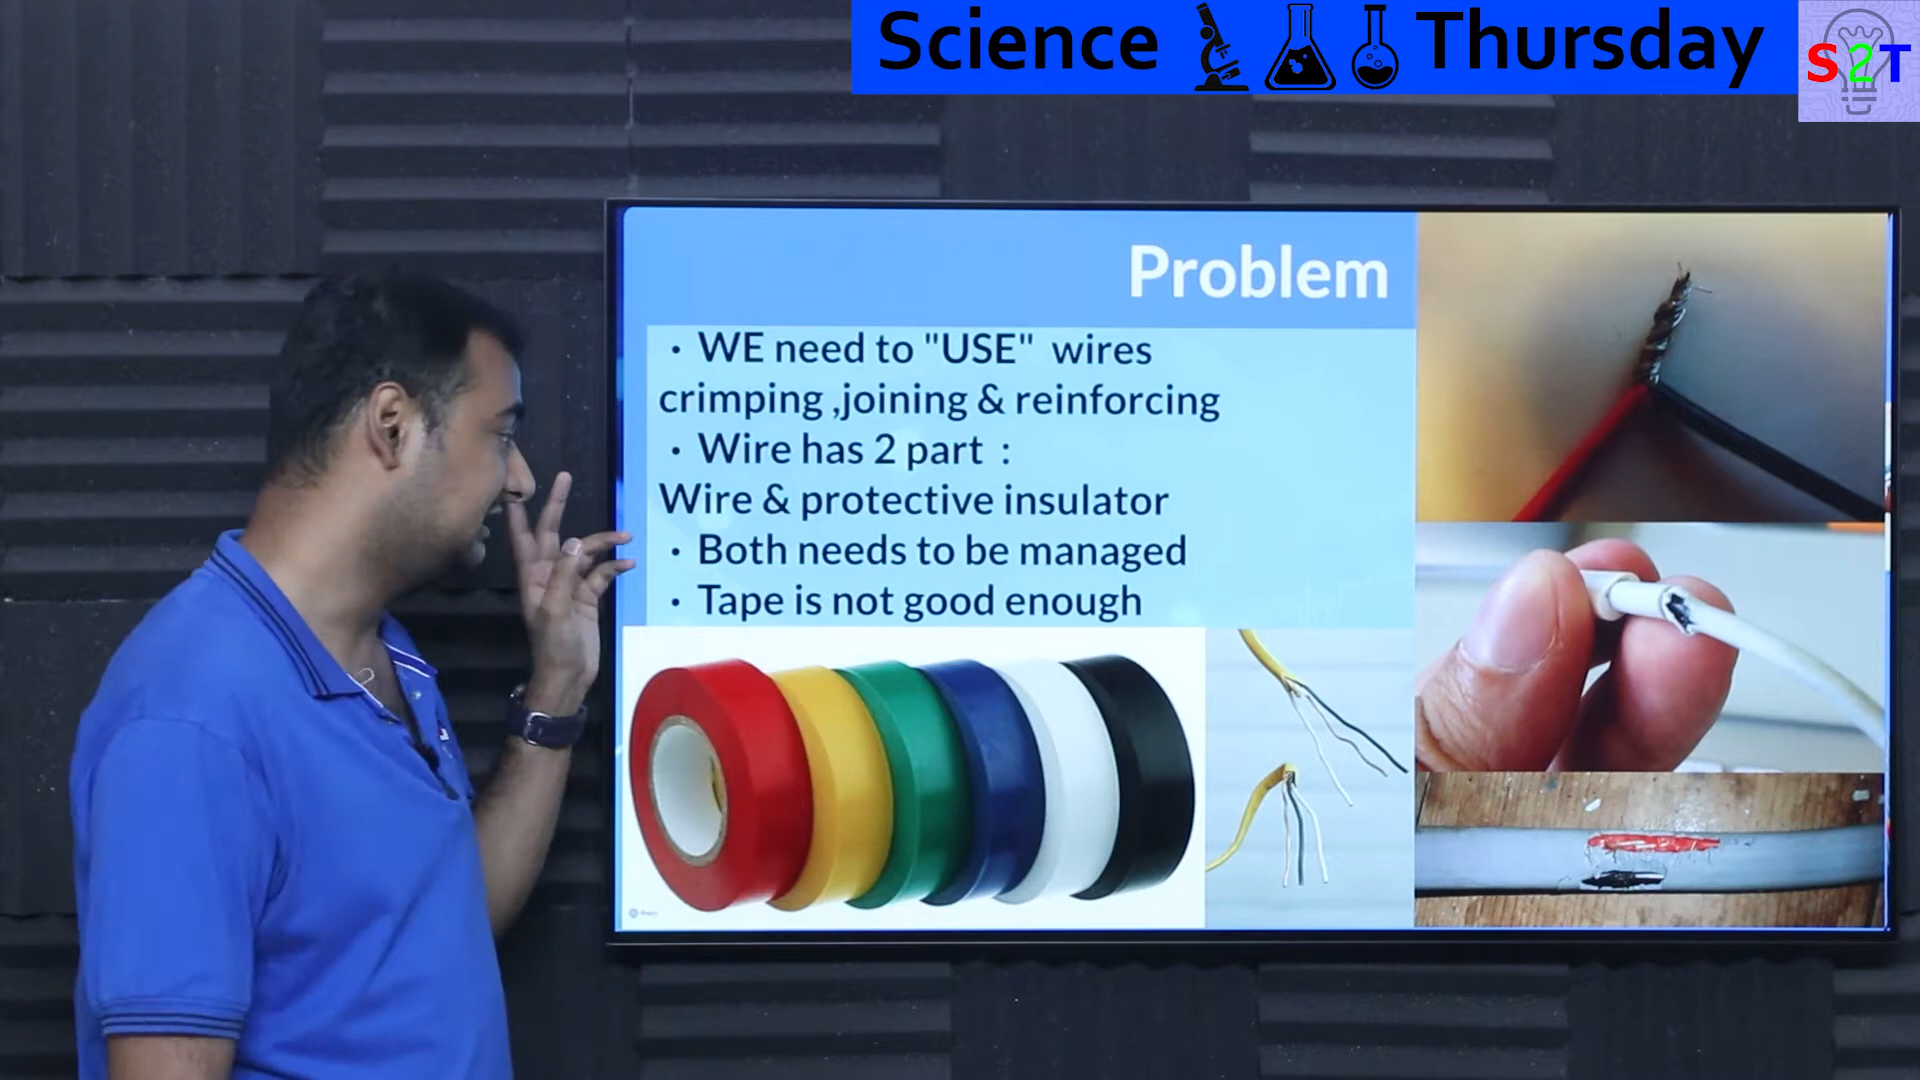 Science Thursday
S2T
Problem
· WE need to "USE" wires
crimping ,joining & reinforcing
· Wire has 2 part :
Wire & protective insulator
· Both needs to be managed
· Tape is not good enough